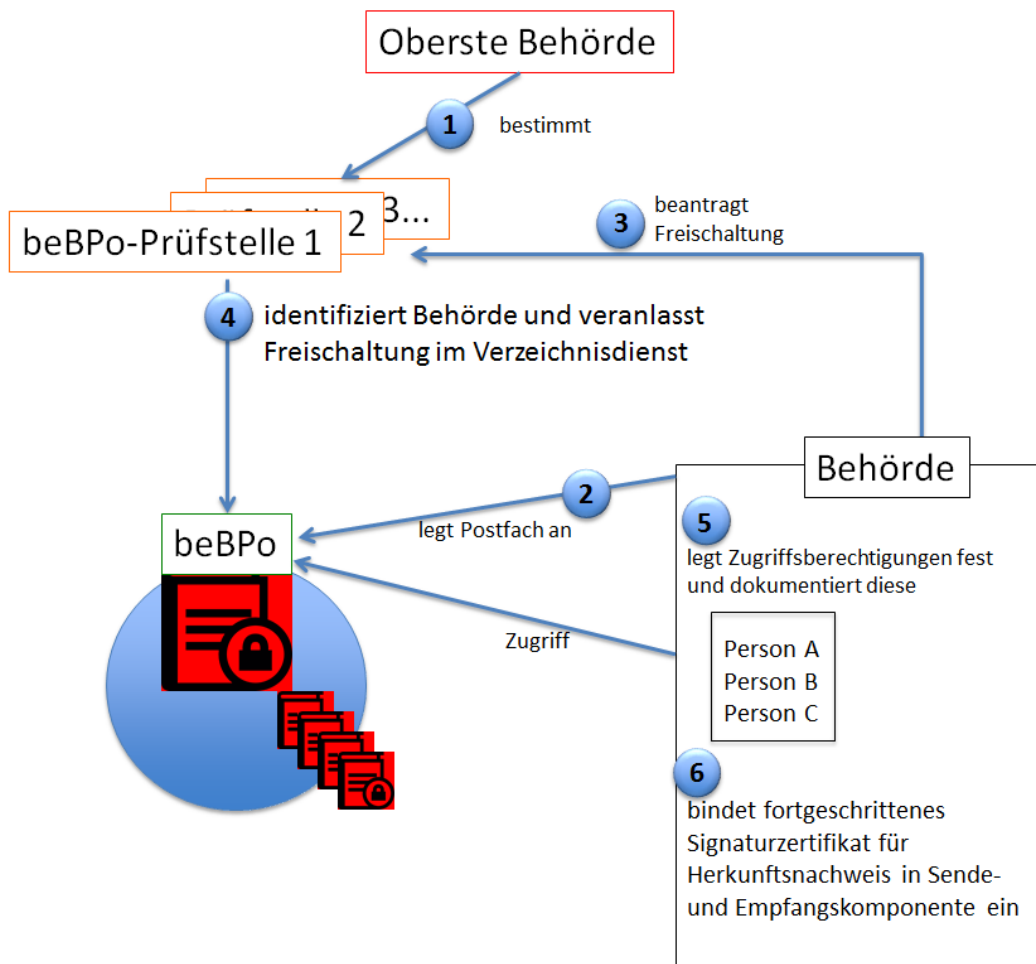 Oberste Behörde
1
bestimmt
3...
2
beBPo-Prüfstelle 1
3
beantragt
Freischaltung
4
identifiziert Behörde und veranlasst
Freischaltung im Verzeichnisdienst
Behörde
2
legt Postfach an
beBPo
5
legt Zugriffsberechtigungen fest
und dokumentiert diese
Zugriff
Person A
Person B
Person C
6
bindet fortgeschrittenes
Signaturzertifikat für
Herkunftsnachweis in Sende-
und Empfangskomponente ein